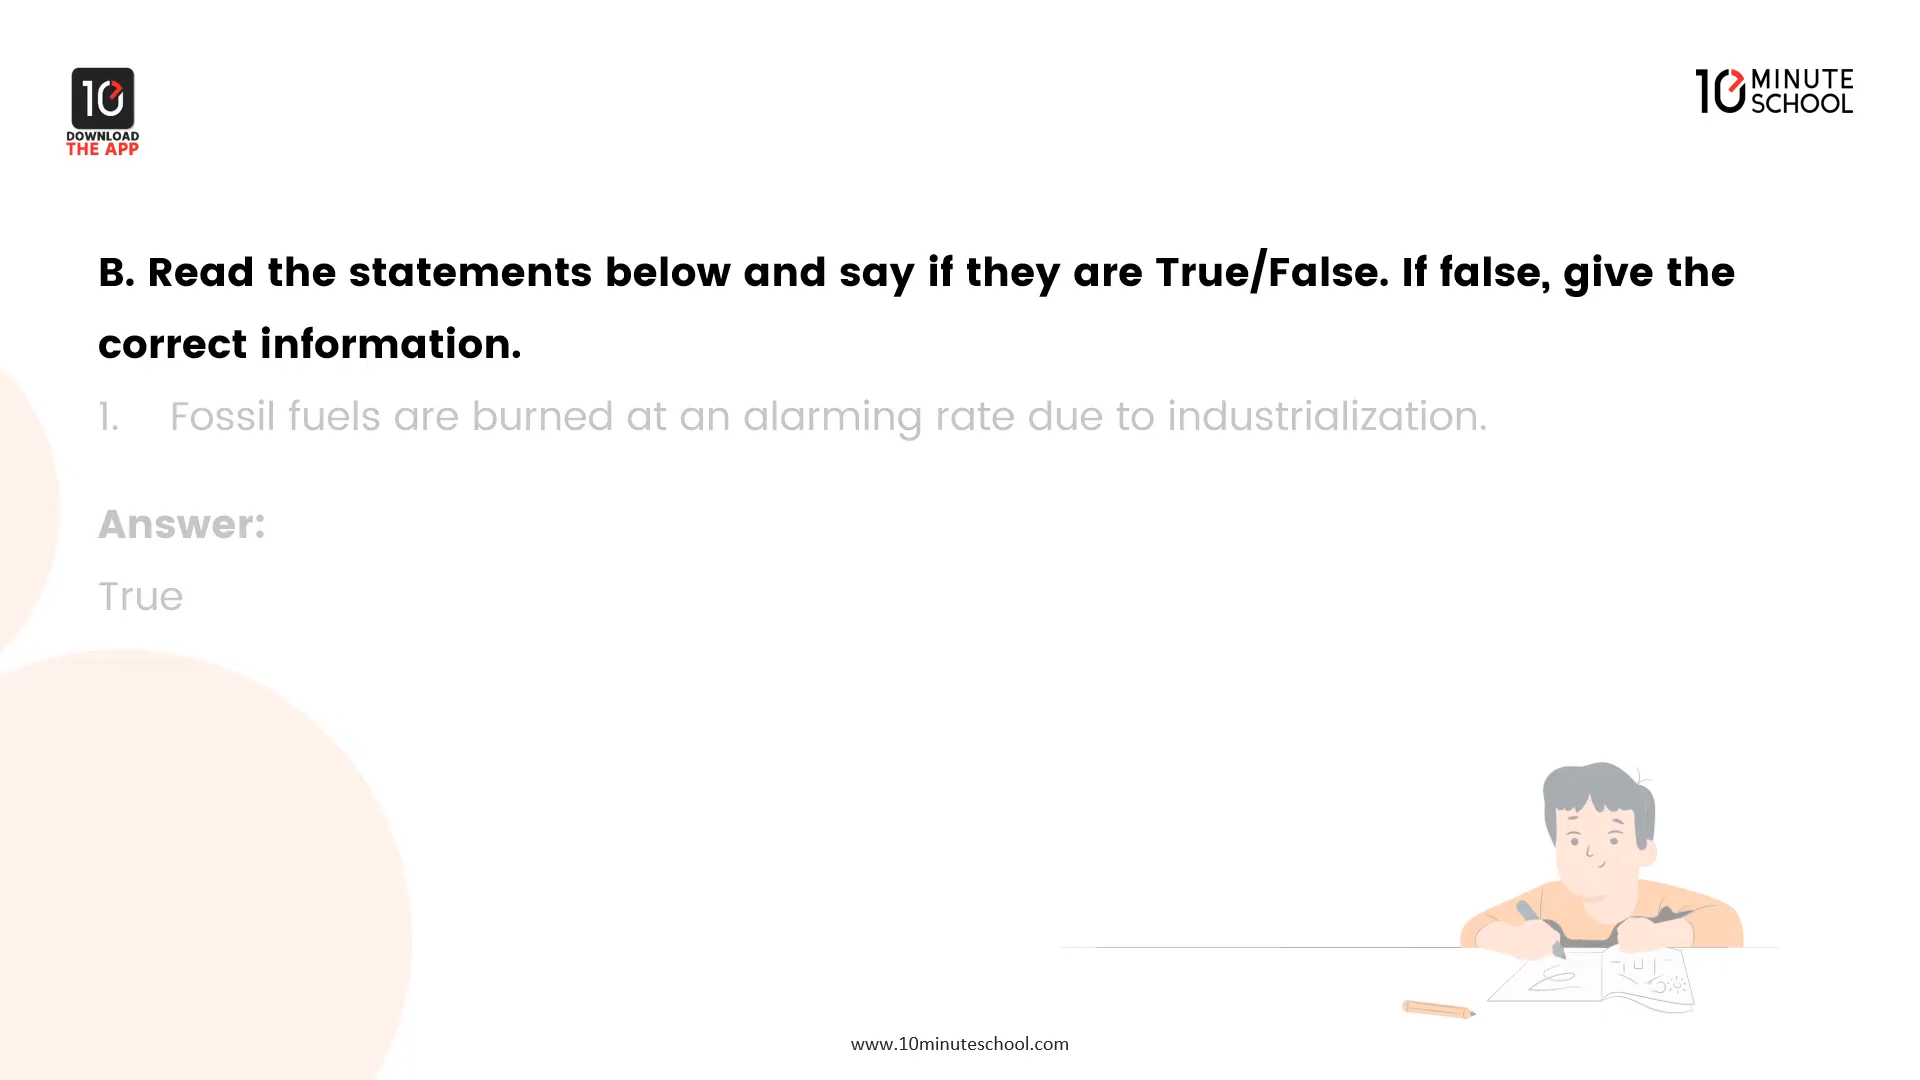 10
DOWNLOAD
THE APP
10 MINUTE
SCHOOL
B. Read the statements below and say if they are True/False. If false, give the
correct information.
1. Fossil fuels are burned at an alarming rate due to industrialization.
Answer:
True
www.10minuteschool.com